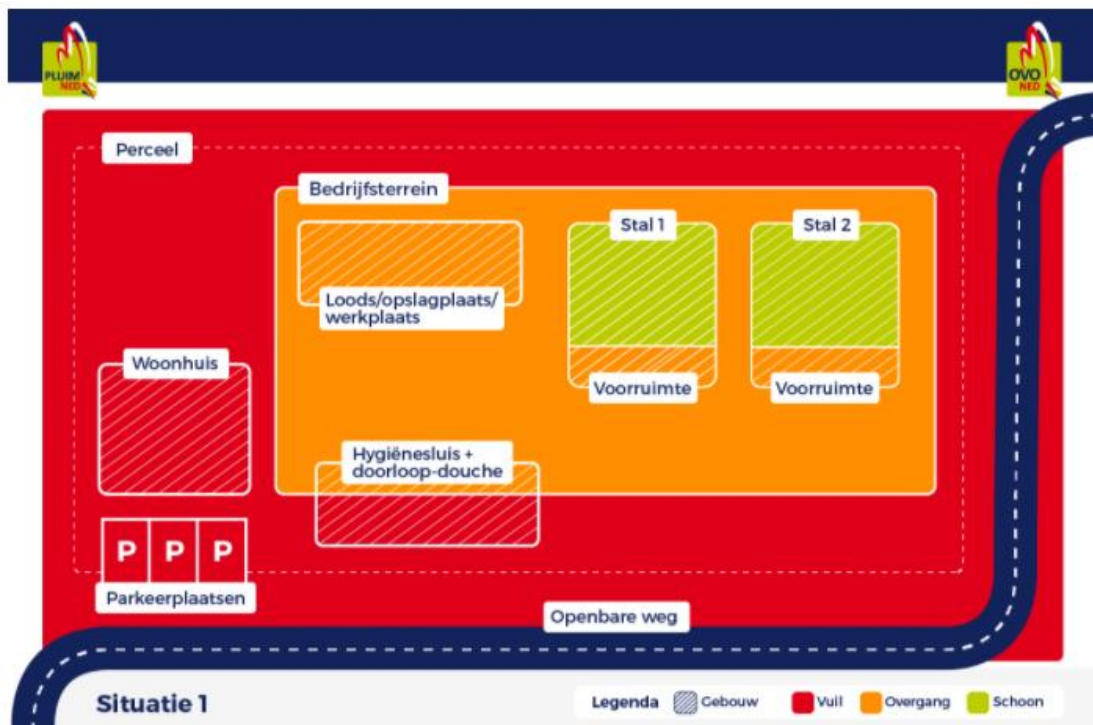 PLUIM
NED
OVO
NED
Perceel
Bedrijfsterrein
Stal 1
Stal 2
Loods/opslagplaats/
werkplaats
Woonhuis
Voorruimte
Voorruimte
Hygiënesluis +
doorloop-douche
P
P
P
Parkeerplaatsen
Openbare weg
Situatie 1
Legenda
Gebouw
Vuil
Overgang
Schoon